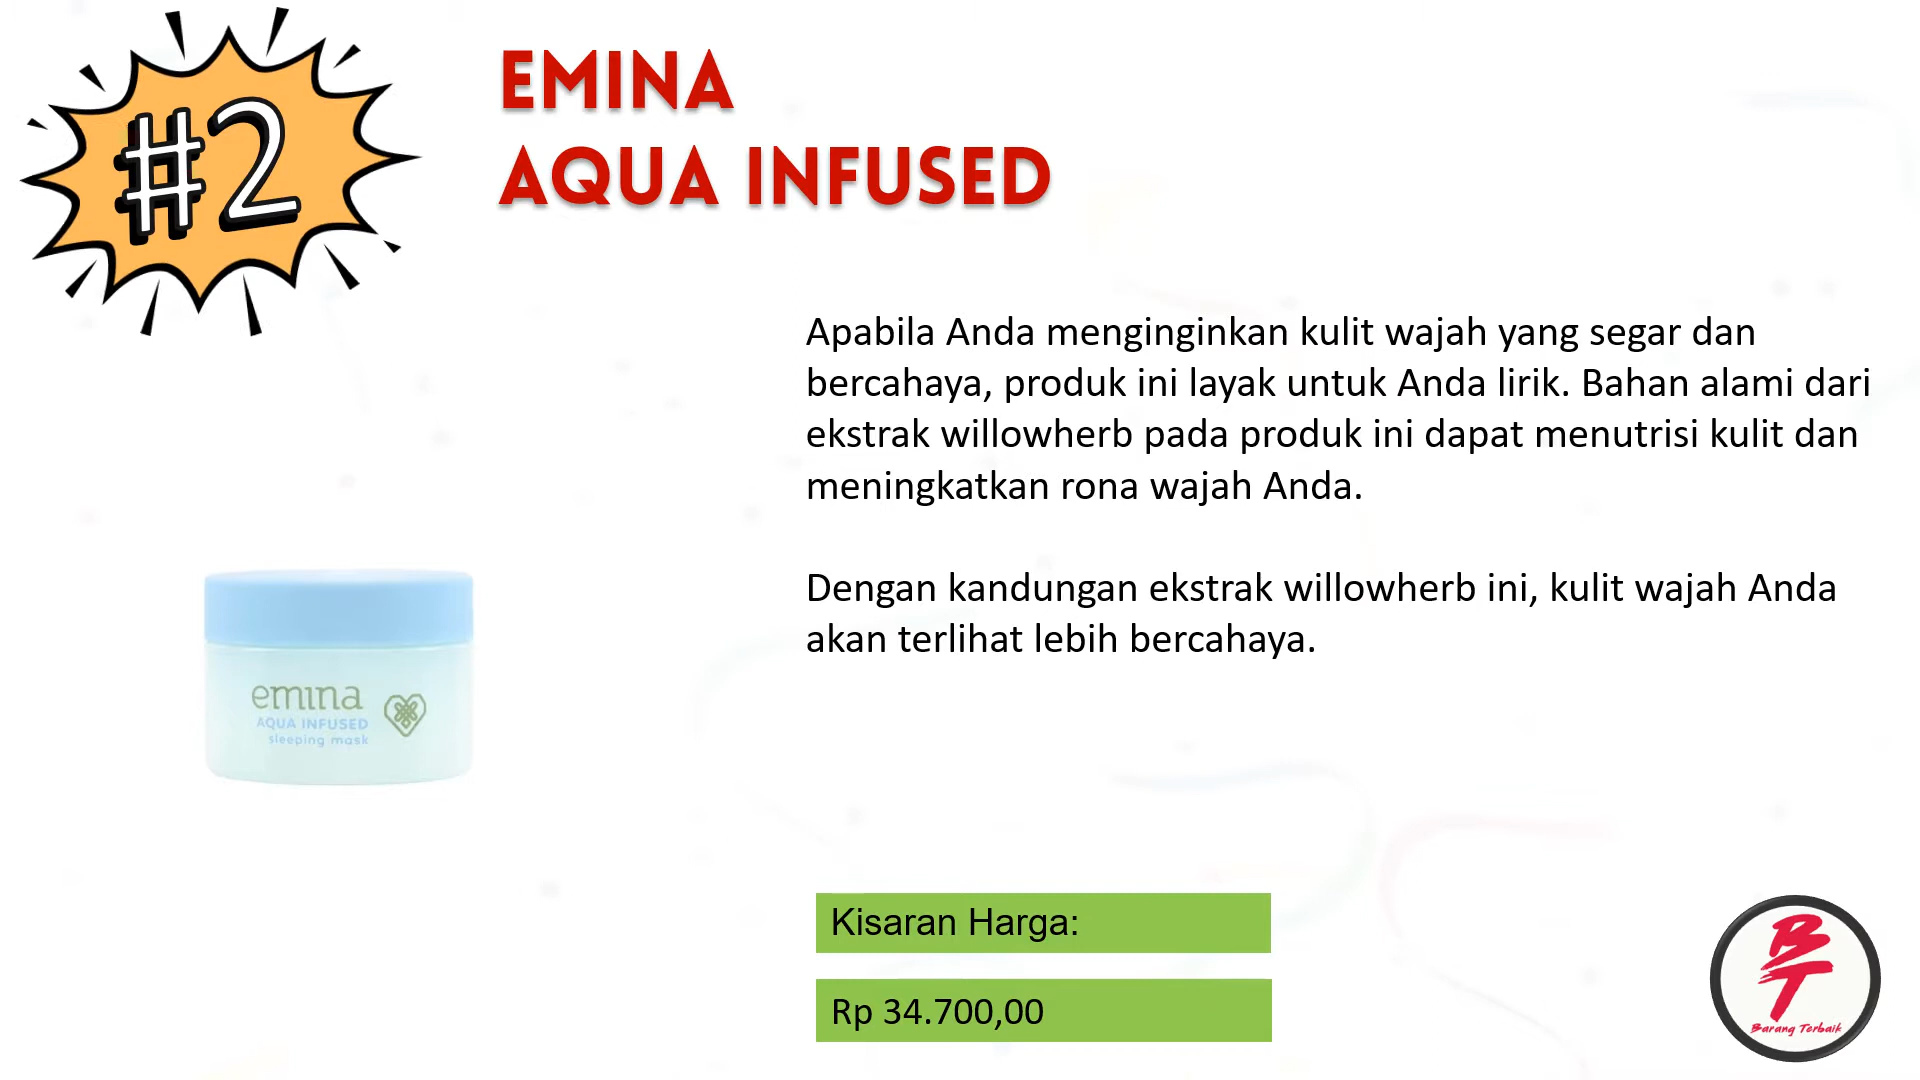 #2
EMINA
AQUA INFUSED
Apabila Anda menginginkan kulit wajah yang segar dan
bercahaya, produk ini layak untuk Anda lirik. Bahan alami dari
ekstrak willowherb pada produk ini dapat menutrisi kulit dan
meningkatkan rona wajah Anda.
Dengan kandungan ekstrak willowherb ini, kulit wajah Anda
akan terlihat lebih bercahaya.
emina
AQUA INFUSED
sleeping mask
Kisaran Harga:
Rp 34.700,00
BT
Barang Terbaik